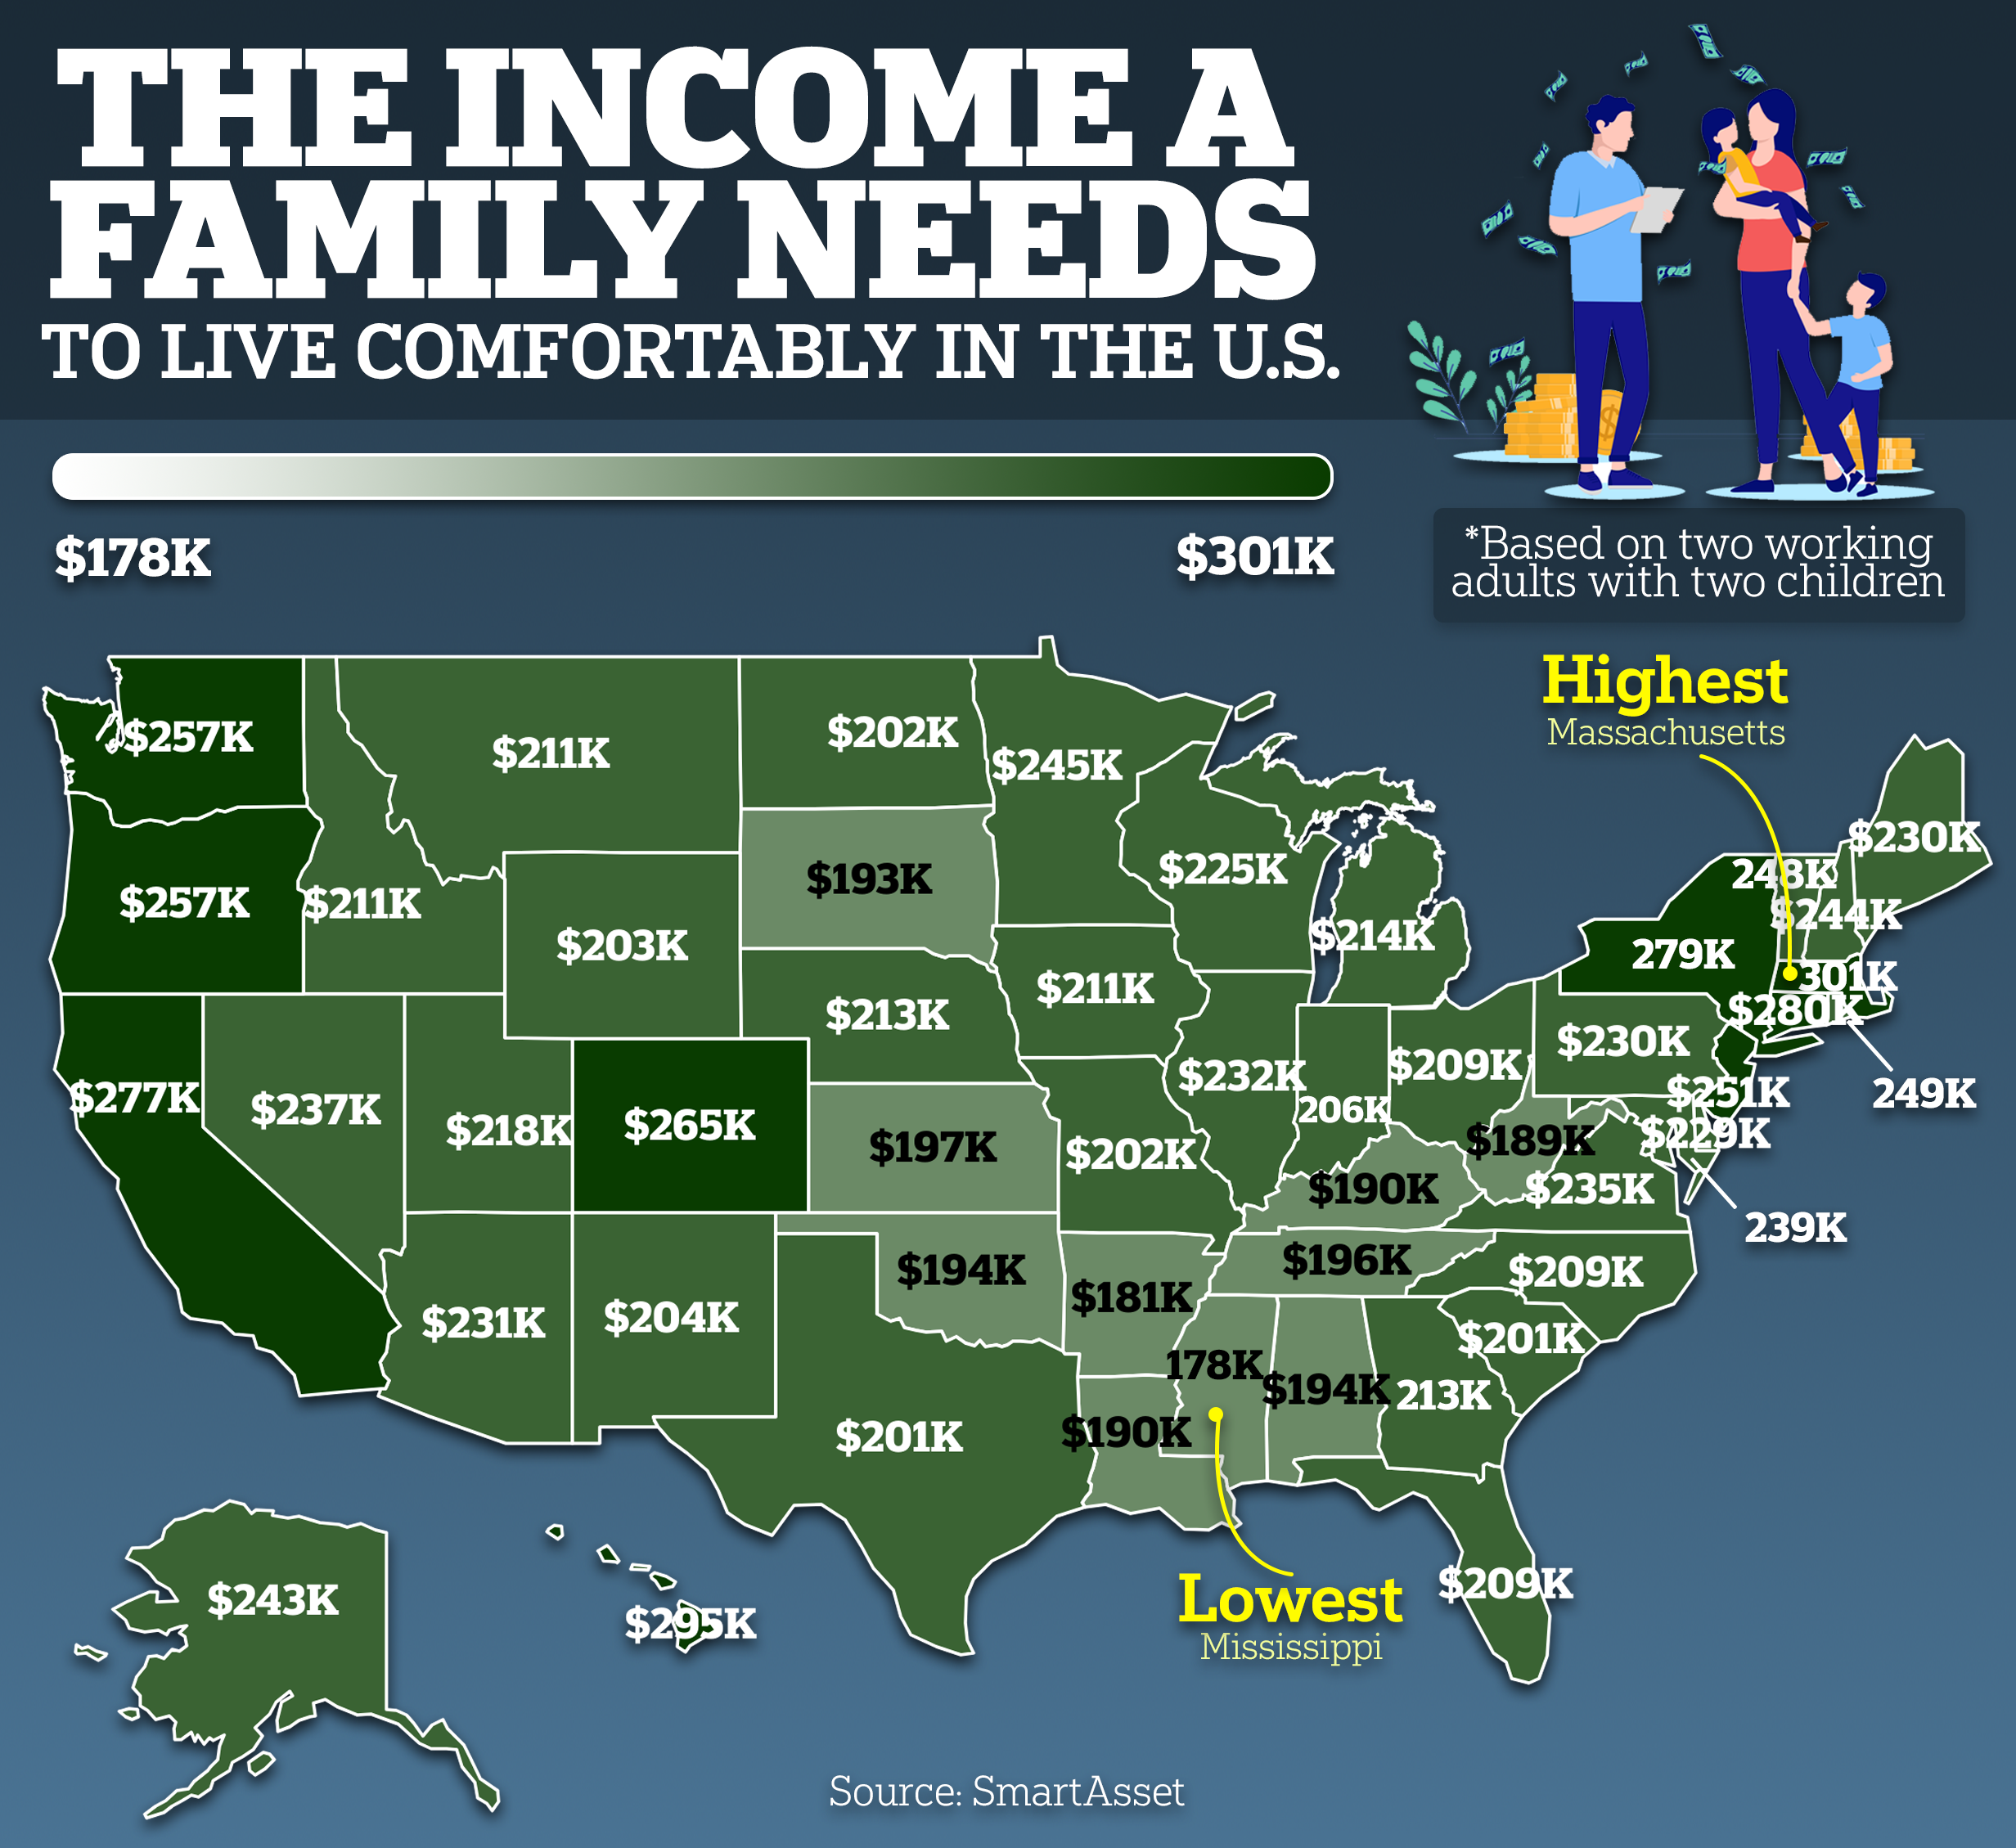 THE INCOME A
FAMILY NEEDS
TO LIVE COMFORTABLY IN THE U.S.
$178K
$301K
*Based on two working
adults with two children
Highest
Massachusetts
$257K
$211K
$202K
$245K
$230K
$257K
$211K
$203K
$193K
$225K
$214K
248K
$244K
279K
301K
$280K
249K
$213K
$211K
$230K
$277K
$237K
$218K
$265K
$197K
$202K
$232K
206K
$209K
$251K
$229K
$189K
$235K
239K
$190K
$196K
$209K
$231K
$204K
$194K
$181K
178K
$194K
213K
$201K
$201K
$190K
$209K
Lowest
Mississippi
$243K
$295K
Source: SmartAsset